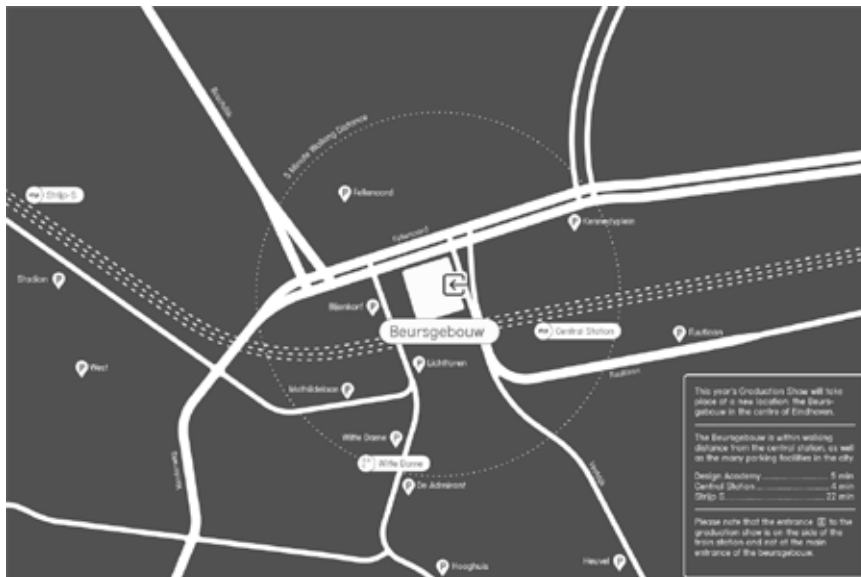 Boschdijk
5 Minute Walking Distance
Fellenoord
Strijp-S
Fellenoord
Kennedyplein
Stadion
Bijenkorf
Beursgebouw
Central Station
Fuutlaan
Lichttoren
West
Mathildelaan
Fuutlaan
Witte Dame
Witte Dame
De Admirant
Hooghuis
Heuvel
This year's Graduation Show will take
place at a new location: the Beurs-
gebouw in the centre of Eindhoven.
The Beursgebouw is within walking
distance from the central station, as well
as the many parking facilities in the city
Design Academy 5 min
Central Station 4 min
Strijp S 22 min
Please note that the entrance to the
graduation show is on the side of the
train station and not at the main
entrance of the beursgebouw.